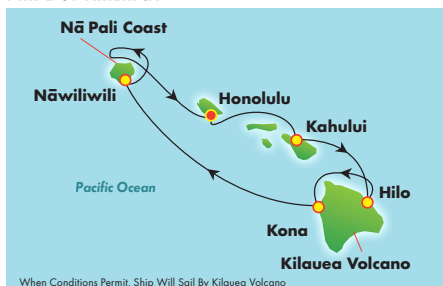 Nā Pali Coast
Nāwiliwili
Honolulu
Kahului
Pacific Ocean
Hilo
Kona
Kilauea Volcano
When Conditions Permit, Ship Will Sail By Kilauea Volcano